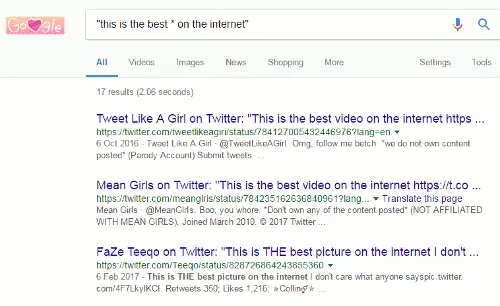 Google
"this is the best * on the internet"
All Videos Images News Shopping More Settings Tools
17 results (2.06 seconds)
Tweet Like A Girl on Twitter: "This is the best video on the internet https ...
https://twitter.com/tweetlikeagiri/status/784127005432446976?lang=en
6 Oct 2016 - Tweet Like A Girl · @TweetLikeAGirl. Omg, follow me betch *we do not own content
posted* (Parody Account) Submit tweets. ...
Mean Girls on Twitter: "This is the best video on the internet https://t.co ...
https://twitter.com/meangirls/status/784235162636840961?lang... Translate this page
Mean Girls · @MeanGirls. Boo, you whore. *Don't own any of the content posted* (NOT AFFILIATED
WITH MEAN GIRLS). Joined March 2010. © 2017 Twitter ...
FaZe Teeqo on Twitter: "This is THE best picture on the internet I don't ...
https://twitter.com/Teeqo/status/828726864243855360
6 Feb 2017 - This is THE best picture on the internet I don't care what anyone sayspic.twitter.
com/4F7LkyIKCI. Retweets 350; Likes 1,216;